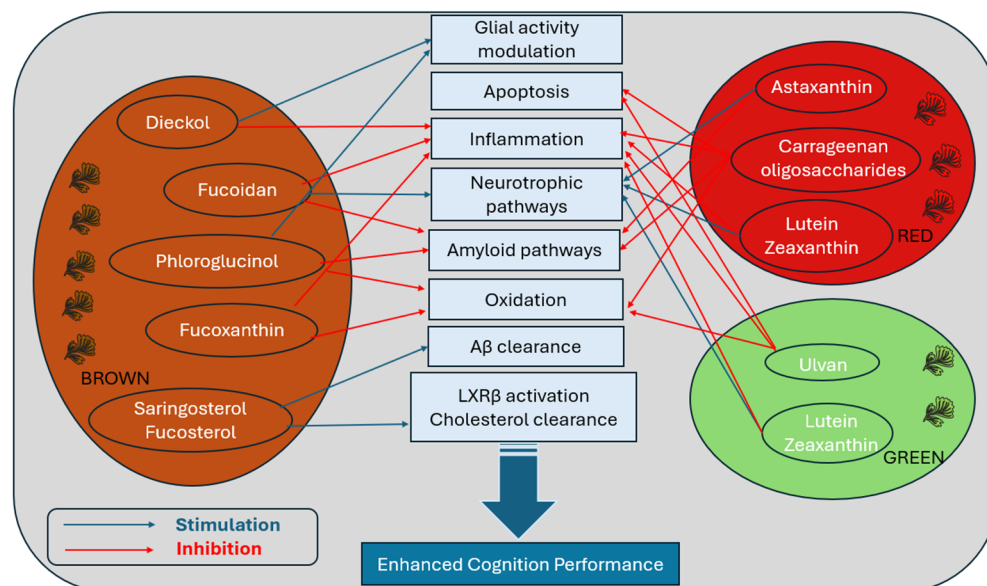 Glial activity
modulation
Apoptosis
Inflammation
Neurotrophic
pathways
Amyloid pathways
Oxidation
Aβ clearance
LXRβ activation
Cholesterol clearance
Enhanced Cognition Performance
Dieckol
Fucoidan
Phloroglucinol
Fucoxanthin
BROWN
Saringosterol
Fucosterol
Astaxanthin
Carrageenan
oligosaccharides
Lutein
Zeaxanthin
RED
Ulvan
Lutein
Zeaxanthin
GREEN
Stimulation
Inhibition